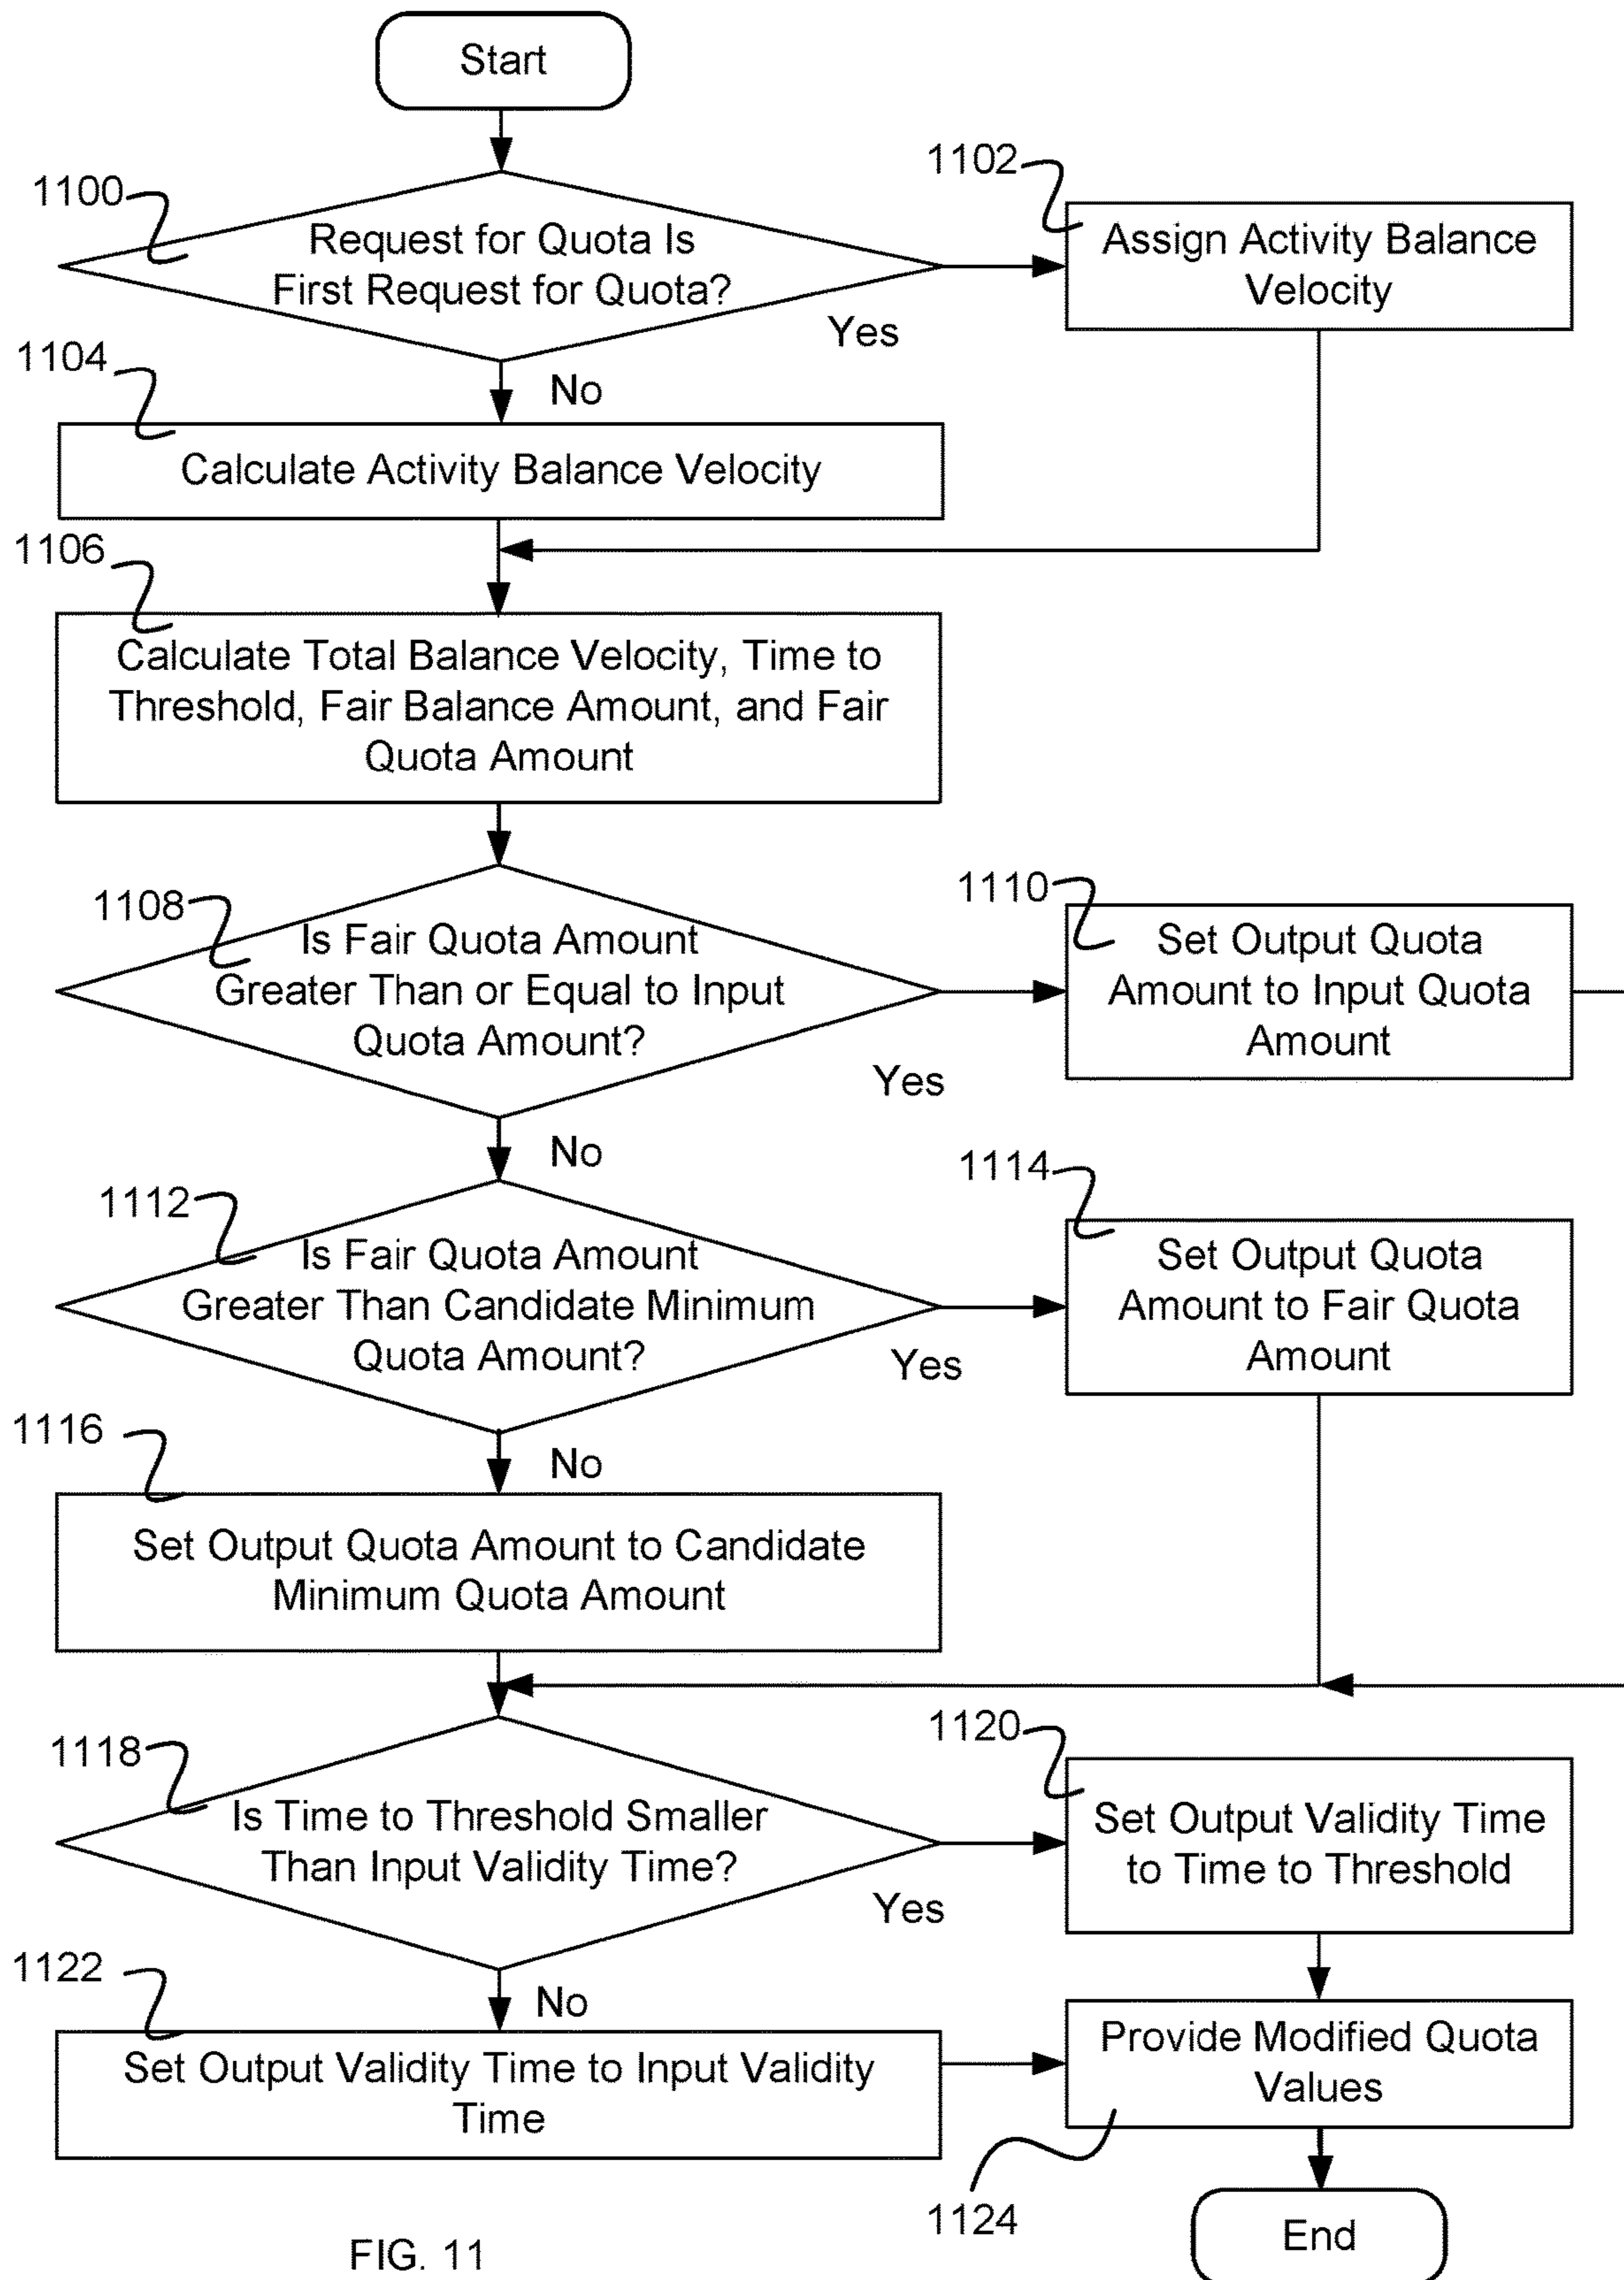 Start
1100
Request for Quota Is
First Request for Quota?
Yes
1102
Assign Activity Balance
Velocity
No
1104
Calculate Activity Balance Velocity
1106
Calculate Total Balance Velocity, Time to
Threshold, Fair Balance Amount, and Fair
Quota Amount
1108
Is Fair Quota Amount
Greater Than or Equal to Input
Quota Amount?
Yes
1110
Set Output Quota
Amount to Input Quota
Amount
No
1112
Is Fair Quota Amount
Greater Than Candidate Minimum
Quota Amount?
Yes
1114
Set Output Quota
Amount to Fair Quota
Amount
No
1116
Set Output Quota Amount to Candidate
Minimum Quota Amount
1118
Is Time to Threshold Smaller
Than Input Validity Time?
Yes
1120
Set Output Validity Time
to Time to Threshold
No
1122
Set Output Validity Time to Input Validity
Time
Provide Modified Quota
Values
1124
End
FIG. 11